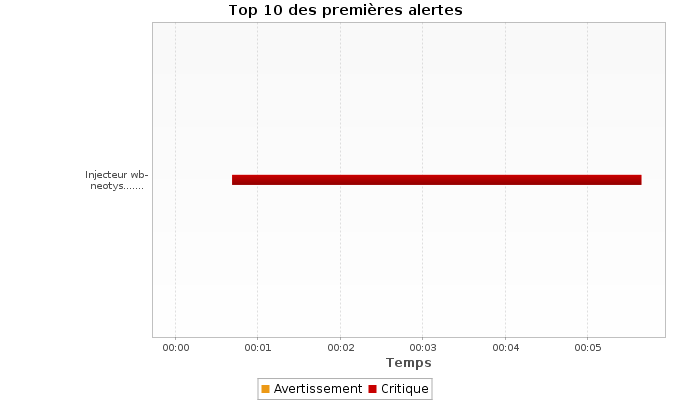 Top 10 des premières alertes
Injecteur wb-
neotys.......
00:00 00:01 00:02 00:03 00:04 00:05
Temps
Avertissement Critique